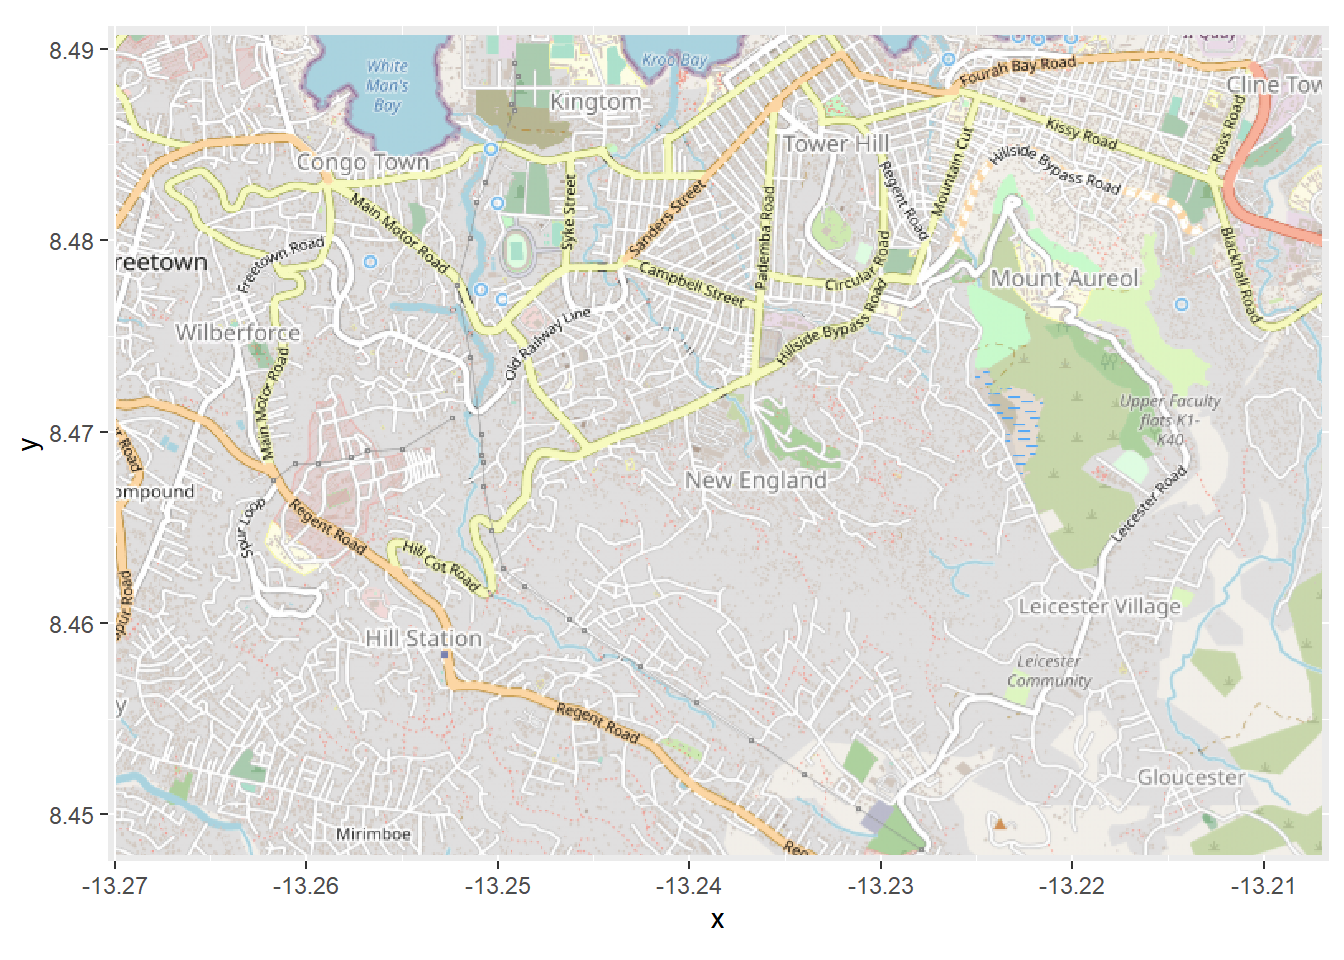 8.49
8.48
8.47
8.46
8.45
y
-13.27
-13.26
-13.25
-13.24
-13.23
-13.22
-13.21
x
White
Man's
Bay
Kroo Bay
Kingtom
Fourah Bay Road
Cline Tow
Congo Town
Tower Hill
Kissy Road
Ross Road
Hillside Bypass Road
Mountain Cut
Regent Road
Main Motor Road
Syke Street
Sanders Street
Pademba Road
Freetown Road
reetown
Campbell Street
Circular Road
Mount Aureol
Blackhall Road
Wilberforce
Old Railway Line
Hillside Bypass Road
Main Motor Road
Upper Faculty
flats K1-
K40
r Road
ompound
New England
Leicester Road
Spur Loop
Regent Road
Hill Cot Road
Spur Road
Leicester Village
Hill Station
Leicester
Community
y
Regent Road
Gloucester
Mirimboe
Reg